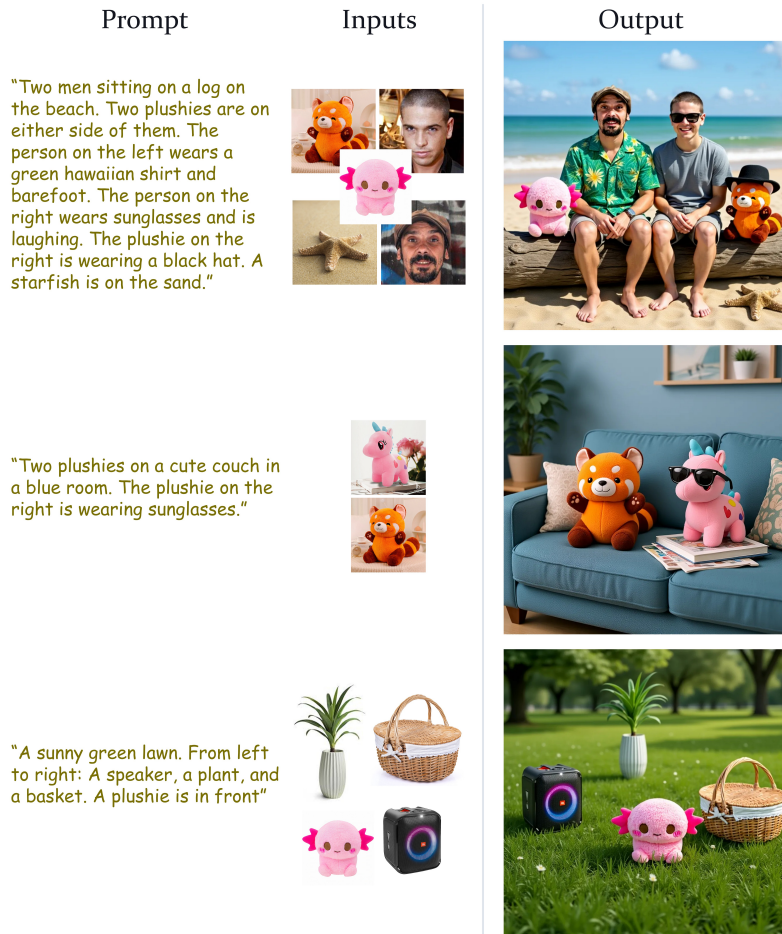 Prompt
Inputs
Output
“Two men sitting on a log on
the beach. Two plushies are on
either side of them. The
person on the left wears a
green hawaiian shirt and
barefoot. The person on the
right wears sunglasses and is
laughing. The plushie on the
right is wearing a black hat. A
starfish is on the sand.”
“Two plushies on a cute couch in
a blue room. The plushie on the
right is wearing sunglasses.”
“A sunny green lawn. From left
to right: A speaker, a plant, and
a basket. A plushie is in front”